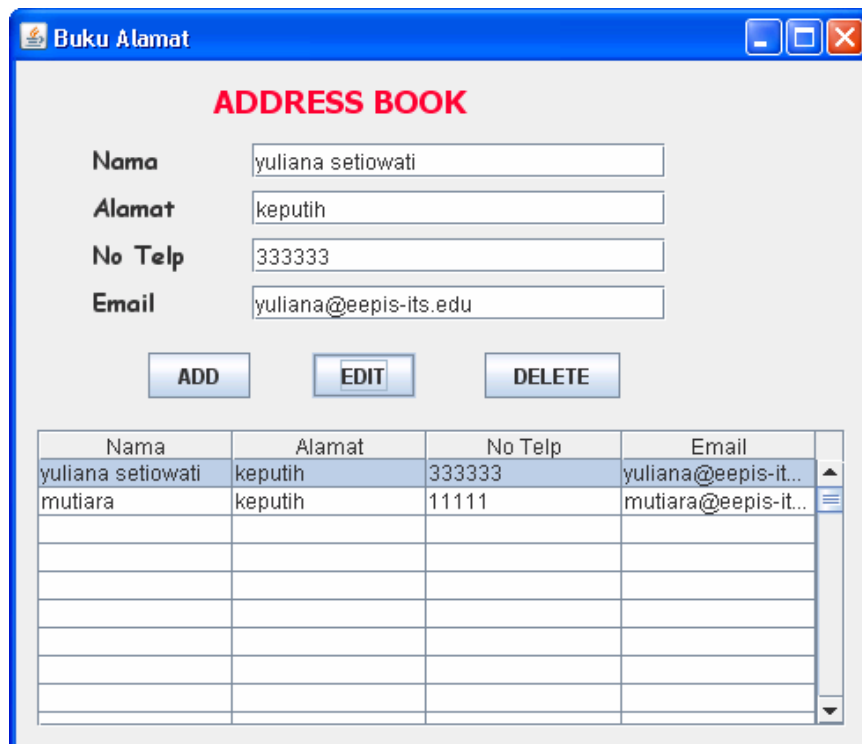 Buku Alamat
ADDRESS BOOK
Nama yuliana setiowati
Alamat keputih
No Telp 333333
Email yuliana@eepis-its.edu
ADD EDIT DELETE
Nama Alamat No Telp Email
yuliana setiowati keputih 333333 yuliana@eepis-it...
mutiara keputih 11111 mutiara@eepis-it...